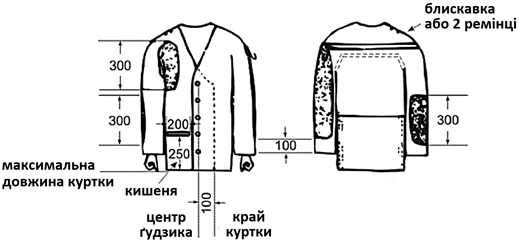 блискавка
або 2 ремінці
300
300
300
200
100
250
максимальна
довжина куртки
кишеня
100
центр
ґудзика
край
куртки